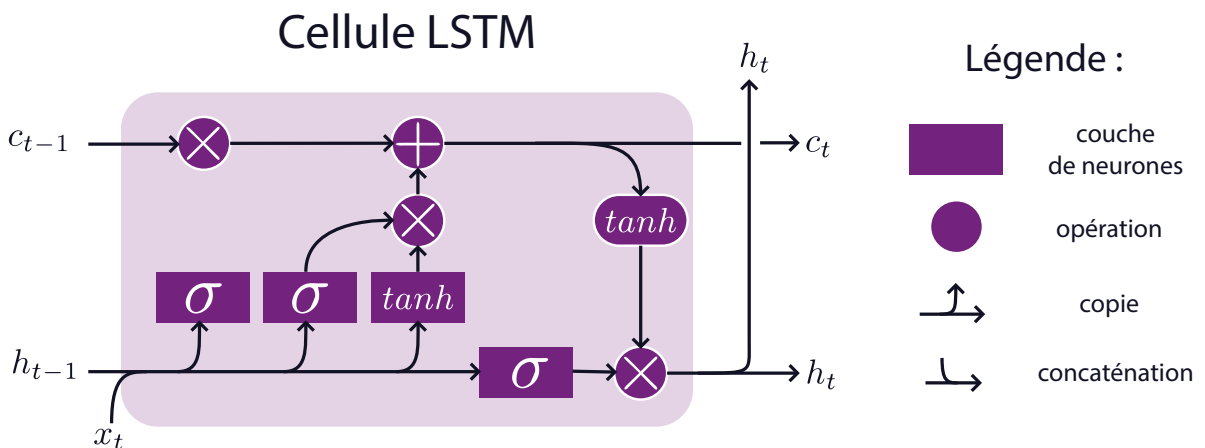 Cellule LSTM
h_t
Légende :
c_{t-1}
×
+
c_t
couche
de neurones
×
tanh
opération
σ
σ
tanh
copie
h_{t-1}
σ
×
h_t
concaténation
x_t